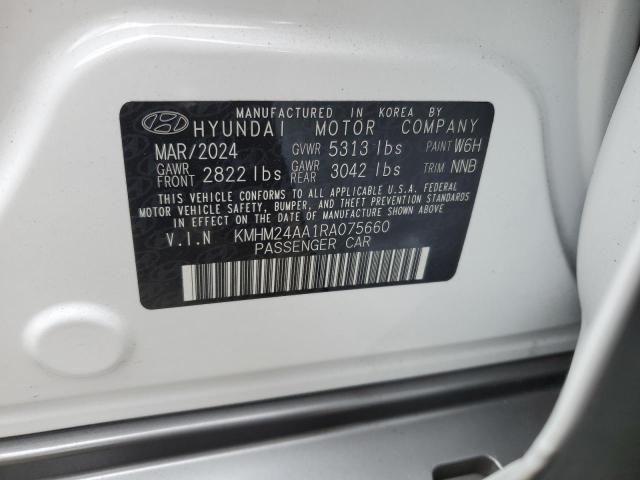 MANUFACTURED IN KOREA BY
HYUNDAI MOTOR COMPANY
MAR/2024 GVWR 5313 lbs PAINT W6H
GAWR FRONT 2822 lbs GAWR REAR 3042 lbs TRIM NNB
THIS VEHICLE CONFORMS TO ALL APPLICABLE U.S.A. FEDERAL
MOTOR VEHICLE SAFETY, BUMPER, AND THEFT PREVENTION STANDARDS
IN EFFECT ON THE DATE OF MANUFACTURE SHOWN ABOVE.
V.I.N KMHM24AA1RA075660
PASSENGER CAR